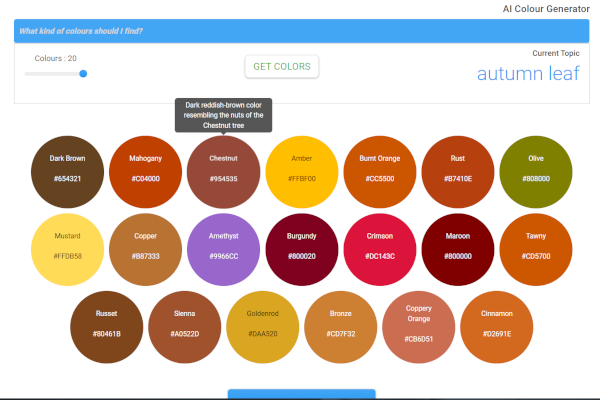 AI Colour Generator
What kind of colours should I find?
Colours : 20
GET COLORS
Current Topic
autumn leaf
Dark reddish-brown color
resembling the nuts of the
Chestnut tree
Dark Brown
#654321
Mahogany
#C04000
Chestnut
#954535
Amber
#FFBF00
Burnt Orange
#CC5500
Rust
#B7410E
Olive
#808000
Mustard
#FFDB58
Copper
#B87333
Amethyst
#9966CC
Burgundy
#800020
Crimson
#DC143C
Maroon
#800000
Tawny
#CD5700
Russet
#80461B
Sienna
#A0522D
Goldenrod
#DAA520
Bronze
#CD7F32
Coppery
Orange
#CB6D51
Cinnamon
#D2691E